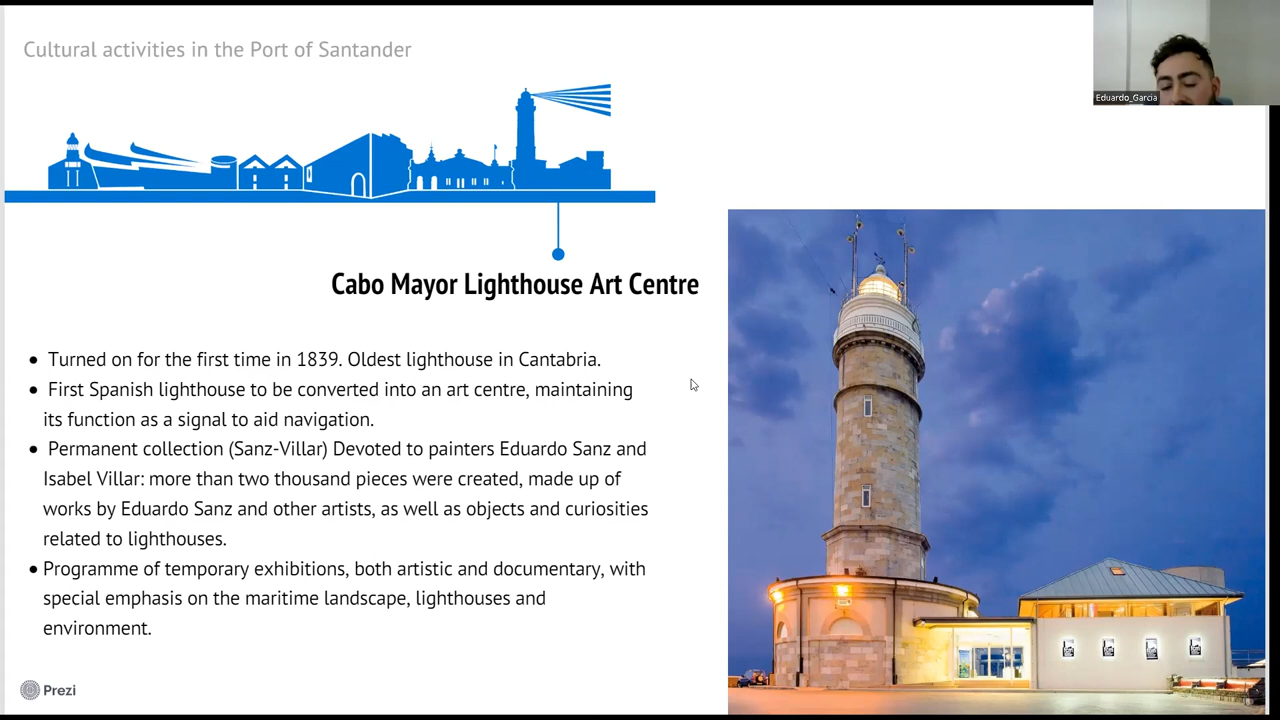 Cultural activities in the Port of Santander
Eduardo_Garcia
Cabo Mayor Lighthouse Art Centre
• Turned on for the first time in 1839. Oldest lighthouse in Cantabria.
• First Spanish lighthouse to be converted into an art centre, maintaining
its function as a signal to aid navigation.
• Permanent collection (Sanz-Villar) Devoted to painters Eduardo Sanz and
Isabel Villar: more than two thousand pieces were created, made up of
works by Eduardo Sanz and other artists, as well as objects and curiosities
related to lighthouses.
• Programme of temporary exhibitions, both artistic and documentary, with
special emphasis on the maritime landscape, lighthouses and
environment.
Prezi